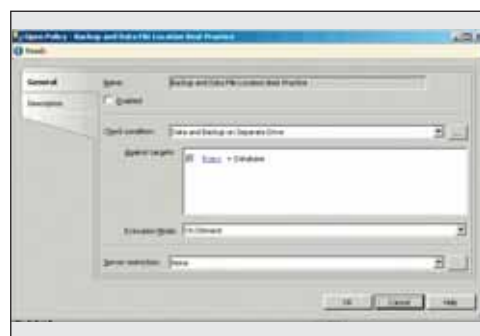 Open Policy - Backup and Data File Location Best Practice
Ready
General
Description
Name: Backup and Data File Location Best Practice
Enabled
Check condition: Data and Backup on Separate Drive
Against targets: Every Database
Evaluation Mode: On Demand
Server restriction: None
OK Cancel Help